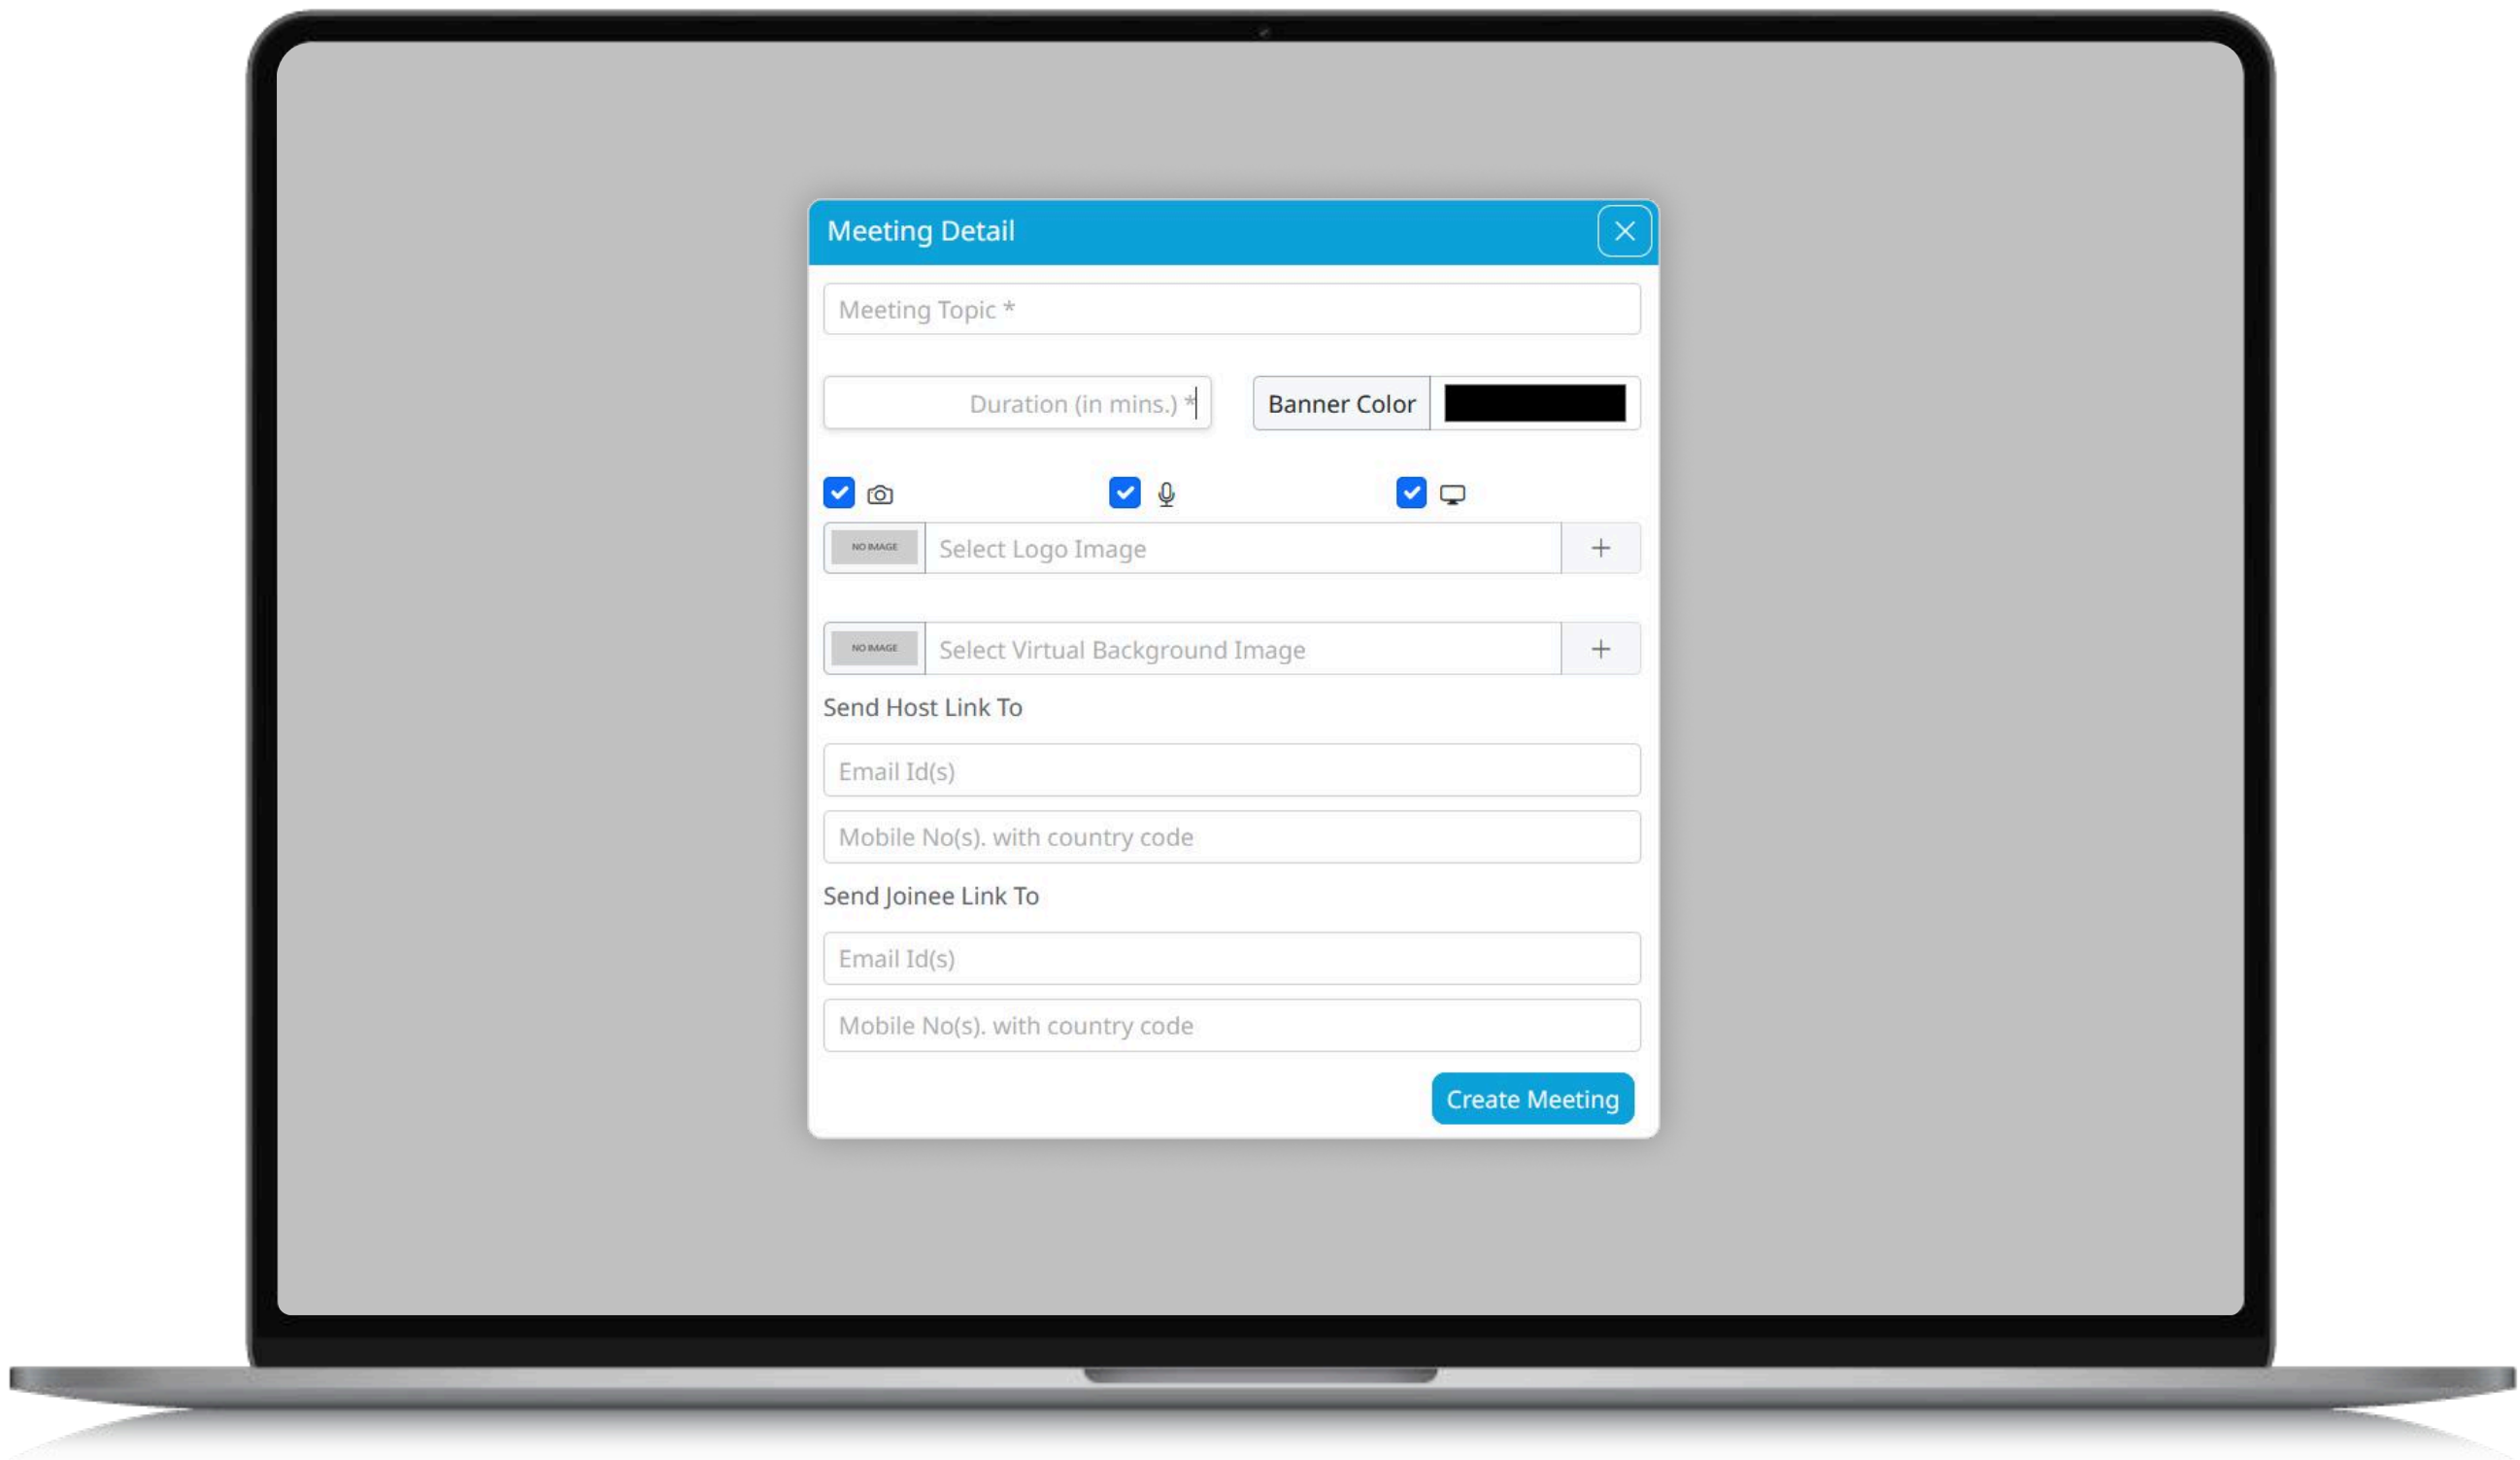 Meeting Detail
Meeting Topic *
Duration (in mins.) * Banner Color
NO IMAGE Select Logo Image +
NO IMAGE Select Virtual Background Image +
Send Host Link To
Email Id(s)
Mobile No(s). with country code
Send Joinee Link To
Email Id(s)
Mobile No(s). with country code
Create Meeting